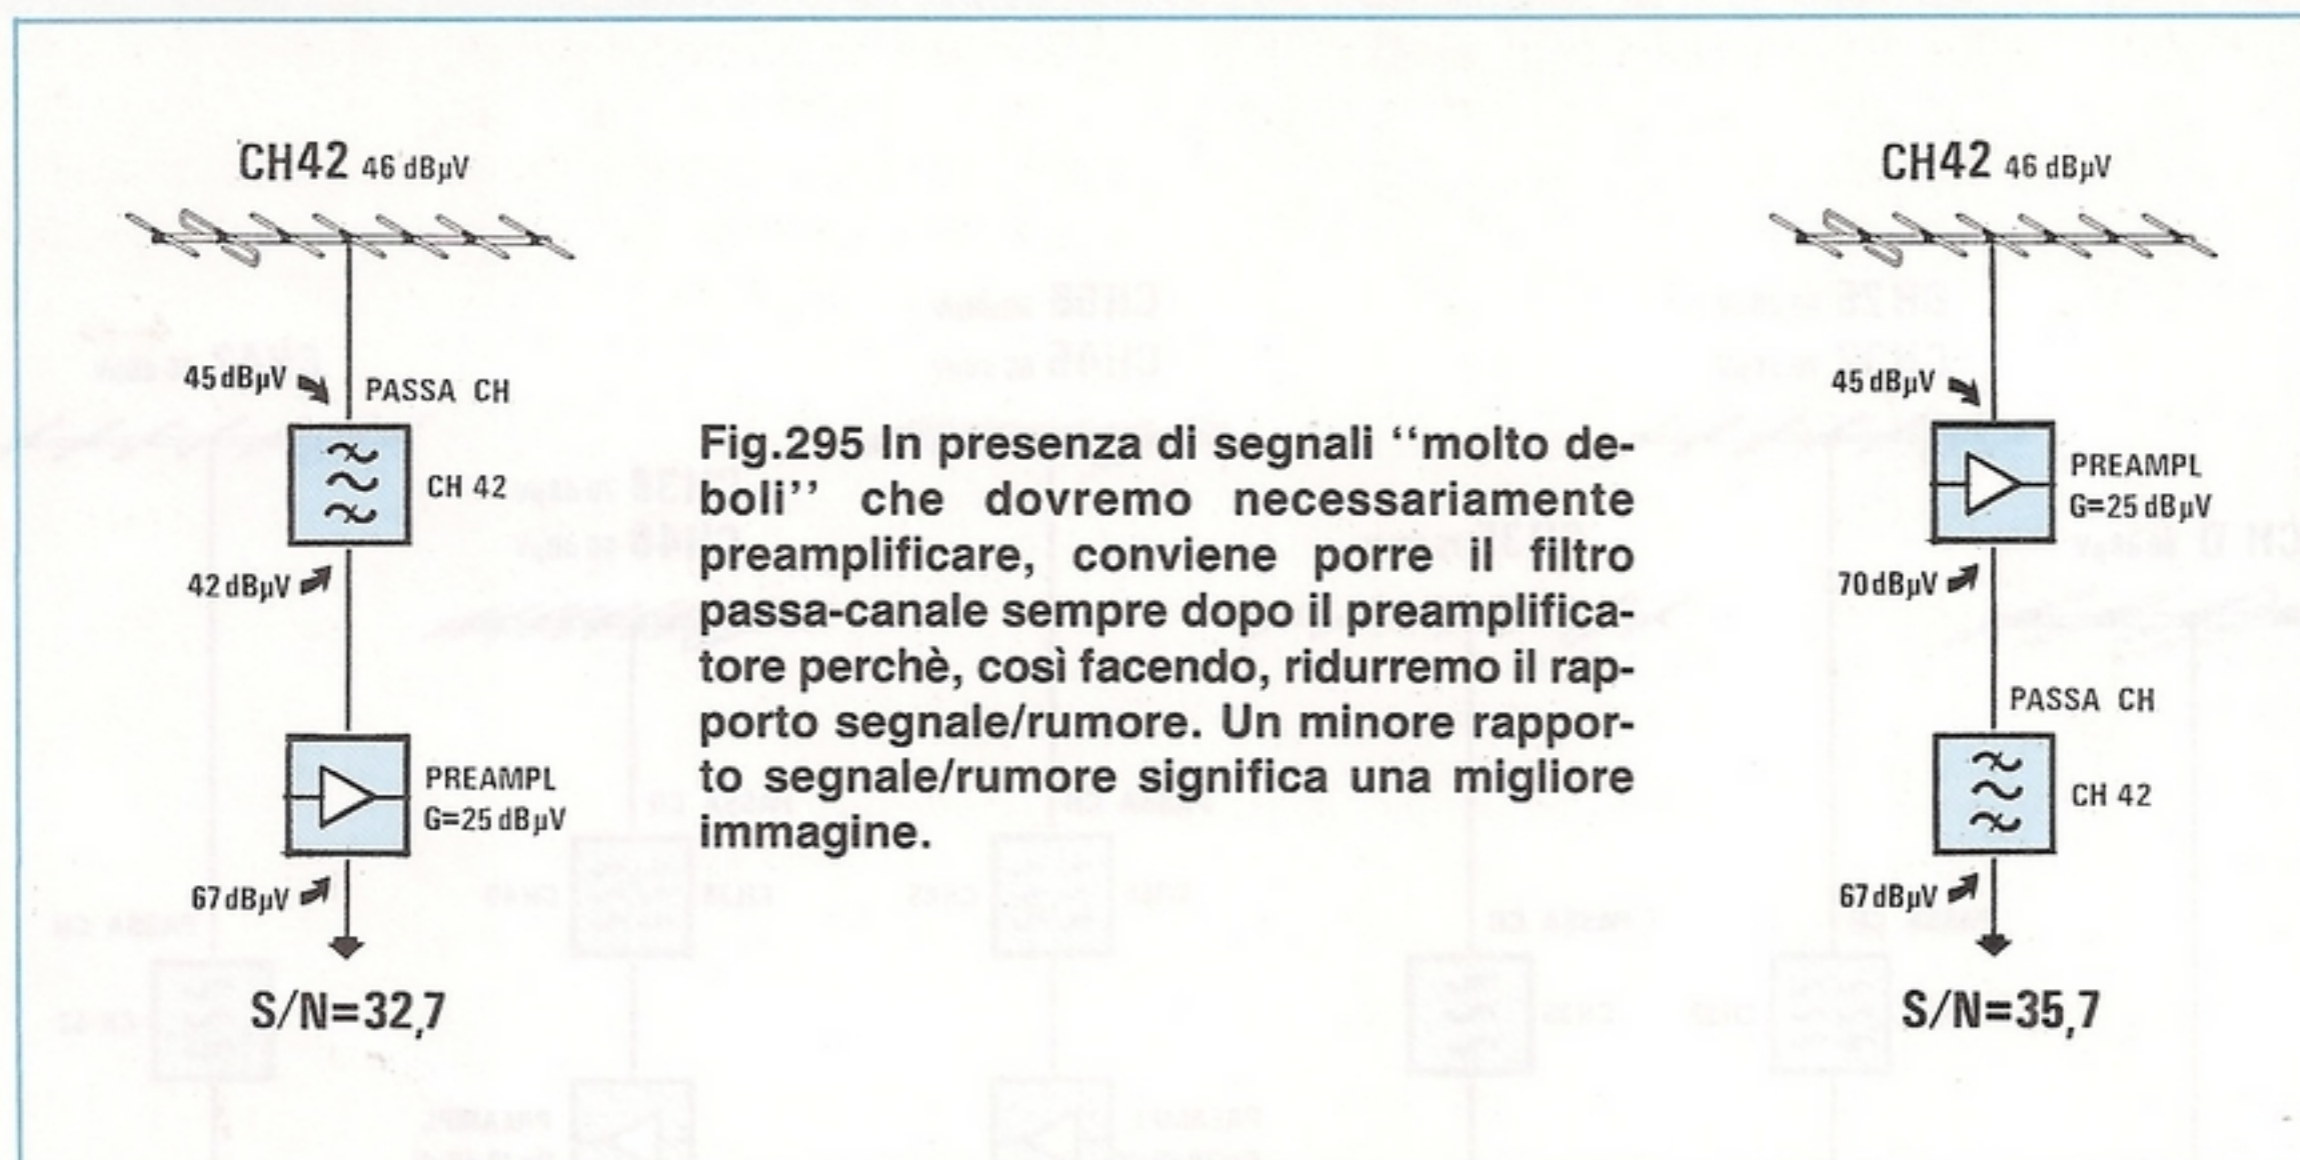 CH42 46 dBµV
45 dBµV
PASSA CH
CH 42
42 dBµV
PREAMPL
G=25 dBµV
67 dBµV
S/N=32,7
Fig.295 In presenza di segnali ‘‘molto de-
boli’’ che dovremo necessariamente
preamplificare, conviene porre il filtro
passa-canale sempre dopo il preamplifica-
tore perchè, così facendo, ridurremo il rap-
porto segnale/rumore. Un minore rappor-
to segnale/rumore significa una migliore
immagine.
CH42 46 dBµV
45 dBµV
PREAMPL
G=25 dBµV
70 dBµV
PASSA CH
CH 42
67 dBµV
S/N=35,7